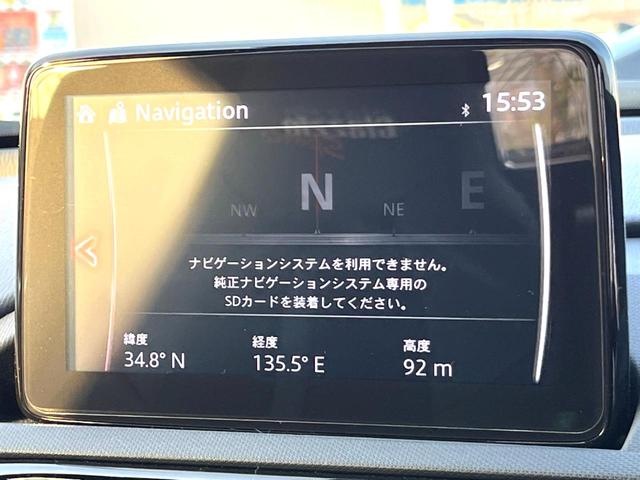 Navigation 15:53
NW N NE E
ナビゲーションシステムを利用できません。
純正ナビゲーションシステム専用の
SDカードを装着してください。
緯度 経度 高度
34.8° N 135.5° E 92 m